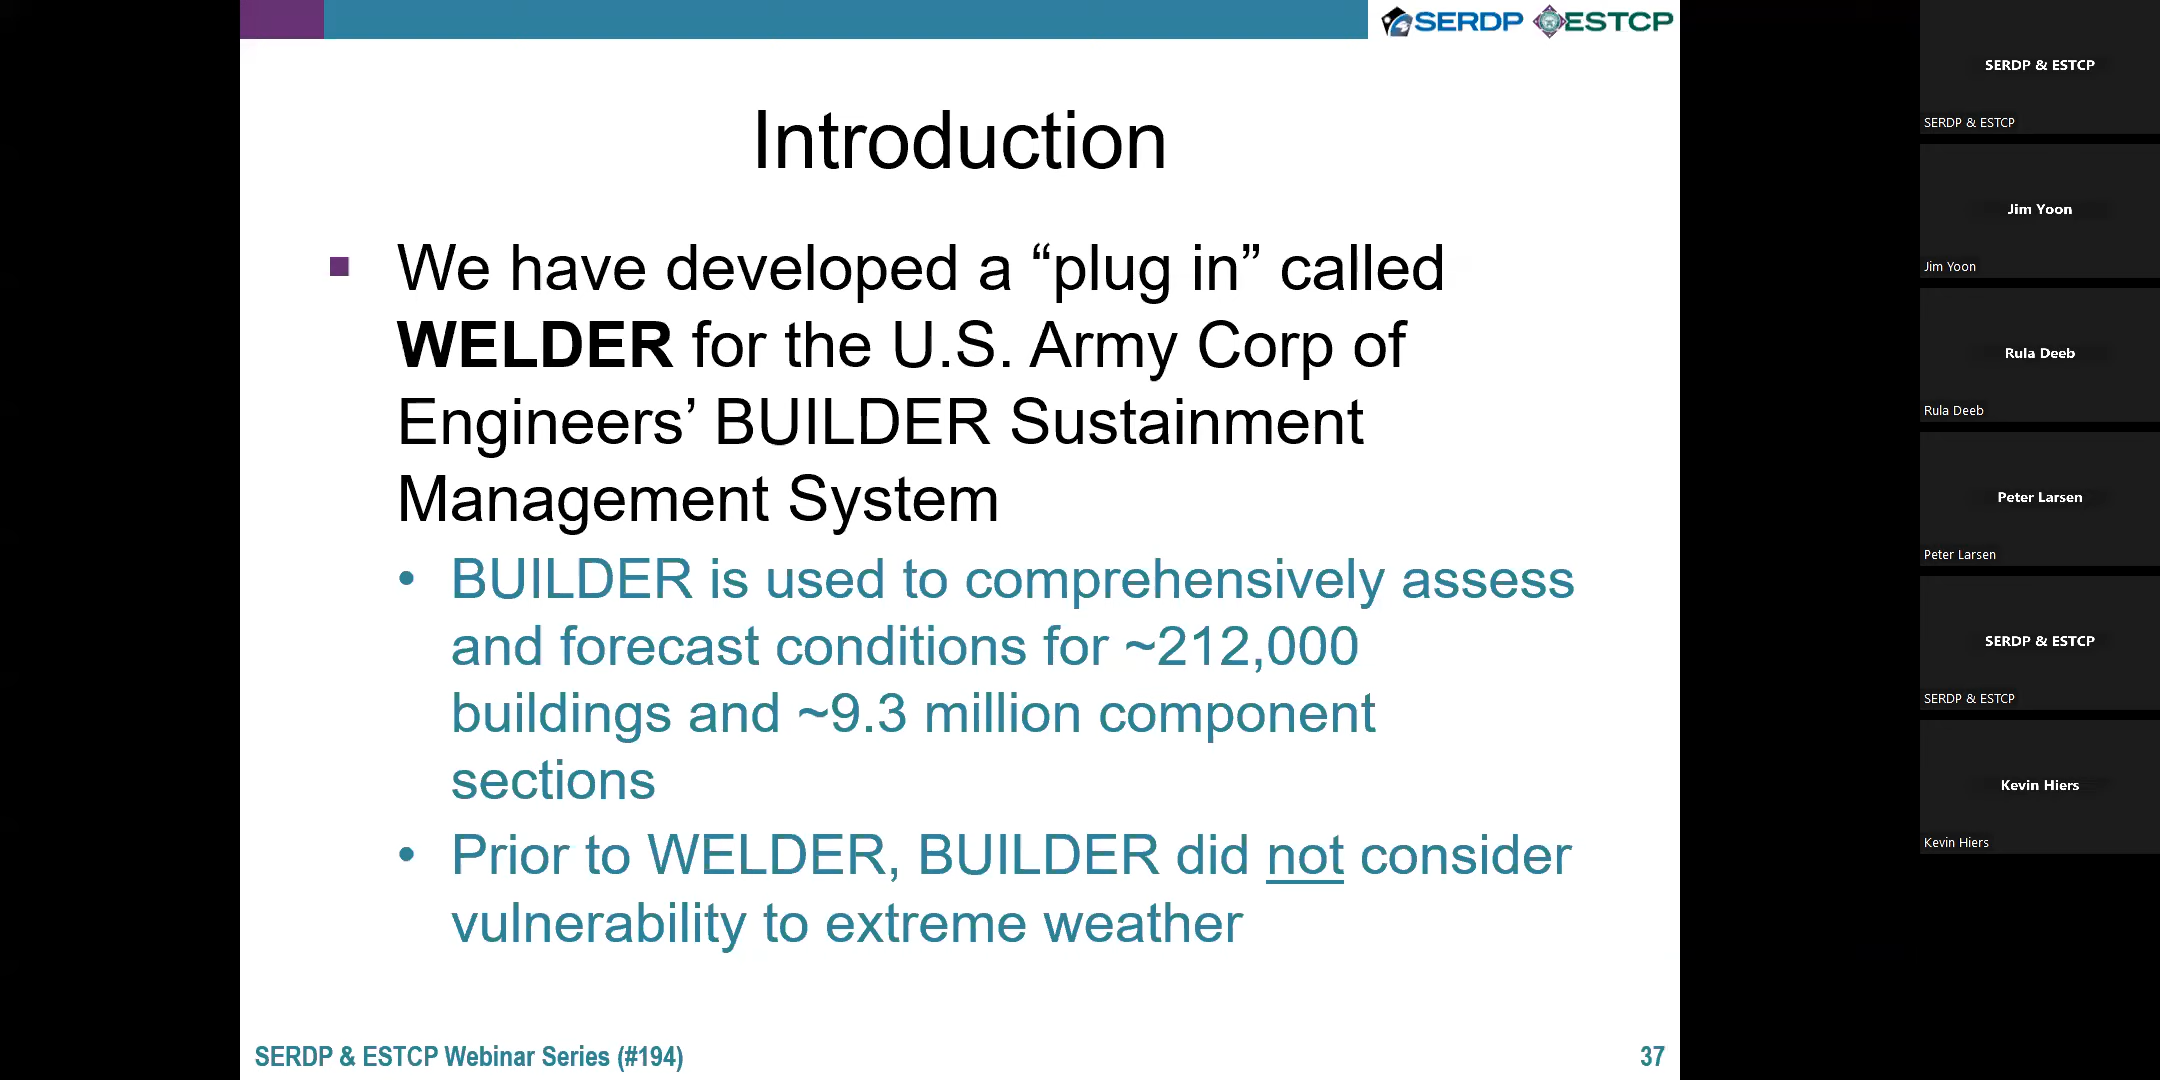 SERDP ESTCP
Introduction
▪ We have developed a “plug in” called
WELDER for the U.S. Army Corp of
Engineers’ BUILDER Sustainment
Management System
• BUILDER is used to comprehensively assess
and forecast conditions for ~212,000
buildings and ~9.3 million component
sections
• Prior to WELDER, BUILDER did not consider
vulnerability to extreme weather
SERDP & ESTCP Webinar Series (#194)
37
SERDP & ESTCP
SERDP & ESTCP
Jim Yoon
Jim Yoon
Rula Deeb
Rula Deeb
Peter Larsen
Peter Larsen
SERDP & ESTCP
SERDP & ESTCP
Kevin Hiers
Kevin Hiers